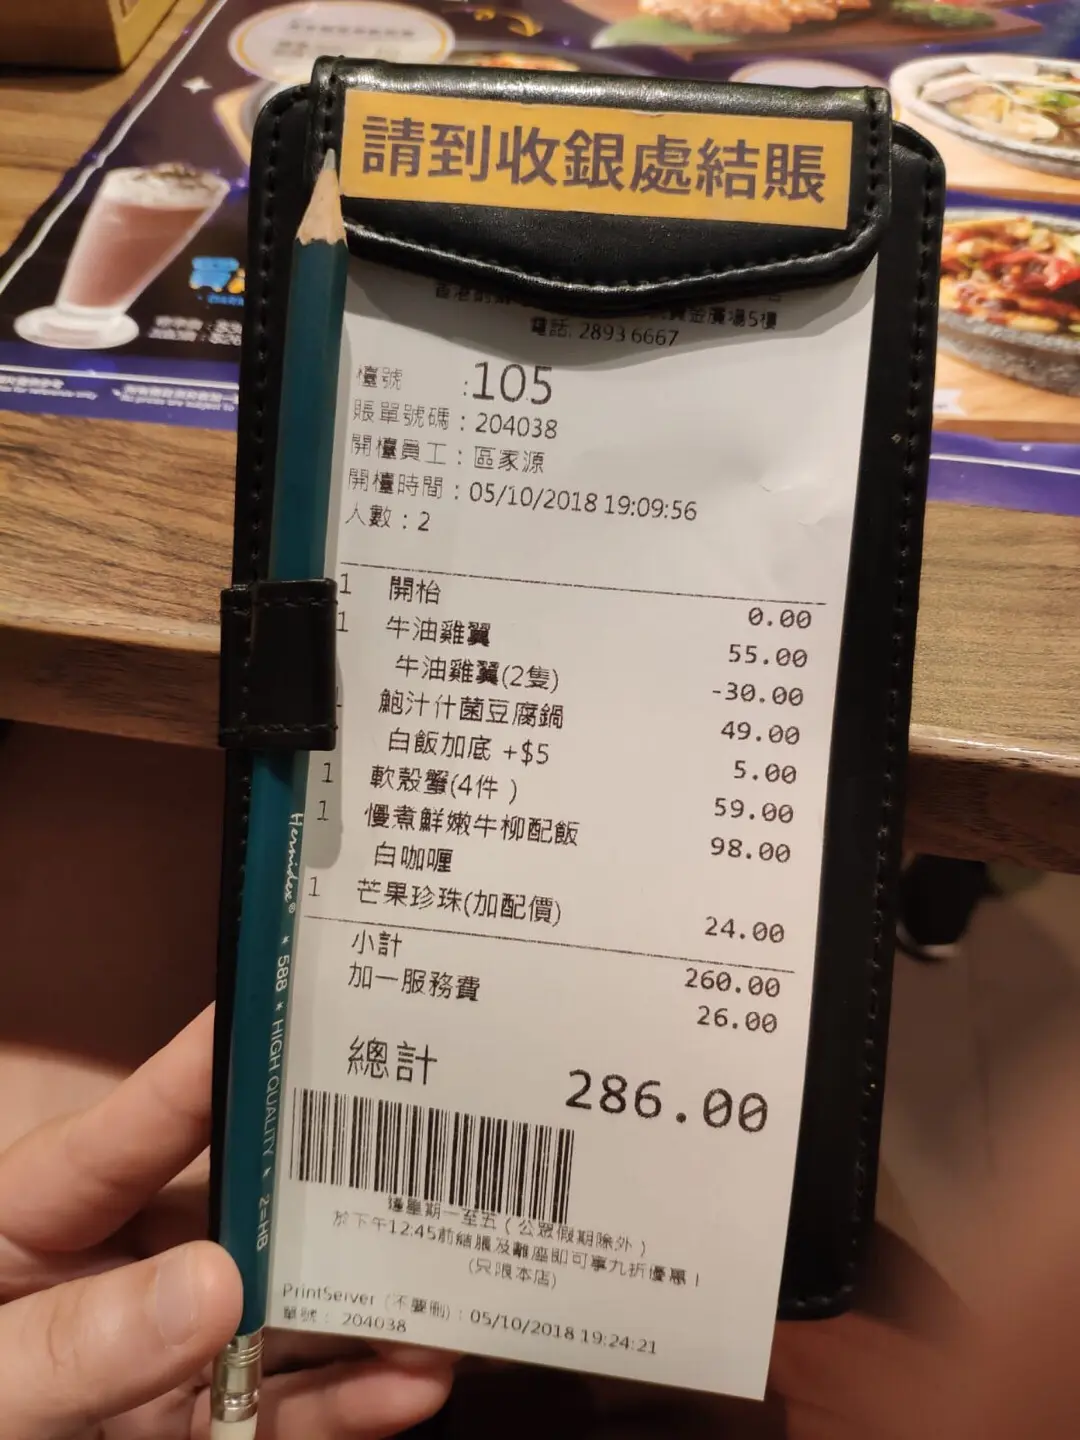 請到收銀處結賬
金廣場5樓
電話: 2893 6667
檯號 :105
賬單號碼 : 204038
開檯員工 : 區家源
開檯時間 : 05/10/2018 19:09:56
人數 : 2
1 開枱 0.00
1 牛油雞翼 55.00
牛油雞翼(2隻) -30.00
鮑汁什菌豆腐鍋 49.00
白飯加底 +$5 5.00
1 軟殼蟹(4件 ) 59.00
1 慢煮鮮嫩牛柳配飯 98.00
白咖喱
1 芒果珍珠(加配價) 24.00
小計 260.00
加一服務費 26.00
總計 286.00
逢星期一至五 ( 公眾假期除外 )
於下午12:45前結賬及離座即可享九折優惠 !
(只限本店)
PrintServer (不要刪) : 05/10/2018 19:24:21
單號 : 204038
Hermidex® ★ 588 ★ HIGH QUALITY ★ 2=HB